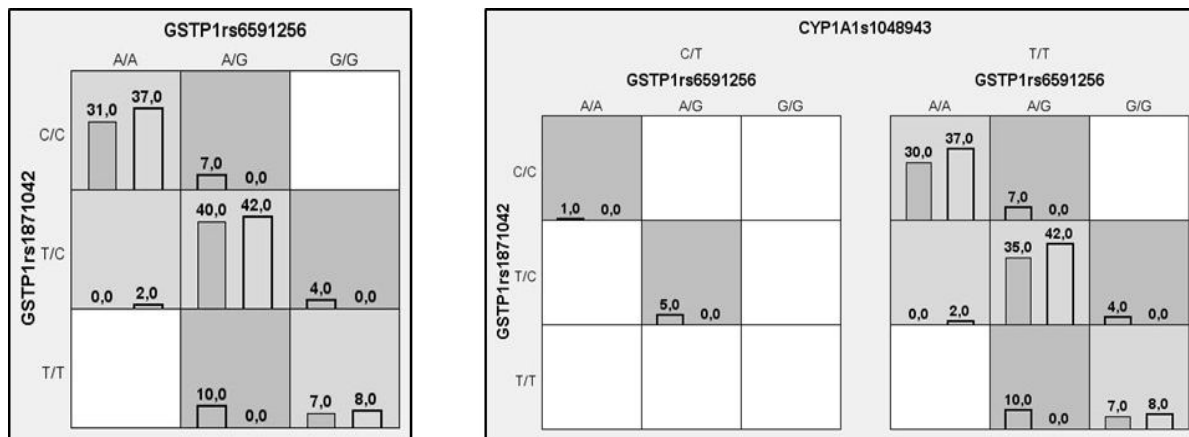 GSTP1rs6591256
A/A A/G G/G
GSTP1rs1871042
C/C
31,0 37,0
7,0 0,0
T/C
0,0 2,0
40,0 42,0
4,0 0,0
T/T
10,0 0,0
7,0 8,0
CYP1A1s1048943
C/T T/T
GSTP1rs6591256 GSTP1rs6591256
A/A A/G G/G A/A A/G G/G
GSTP1rs1871042
C/C
1,0 0,0
30,0 37,0
7,0 0,0
T/C
5,0 0,0
0,0 2,0
35,0 42,0
4,0 0,0
T/T
10,0 0,0
7,0 8,0